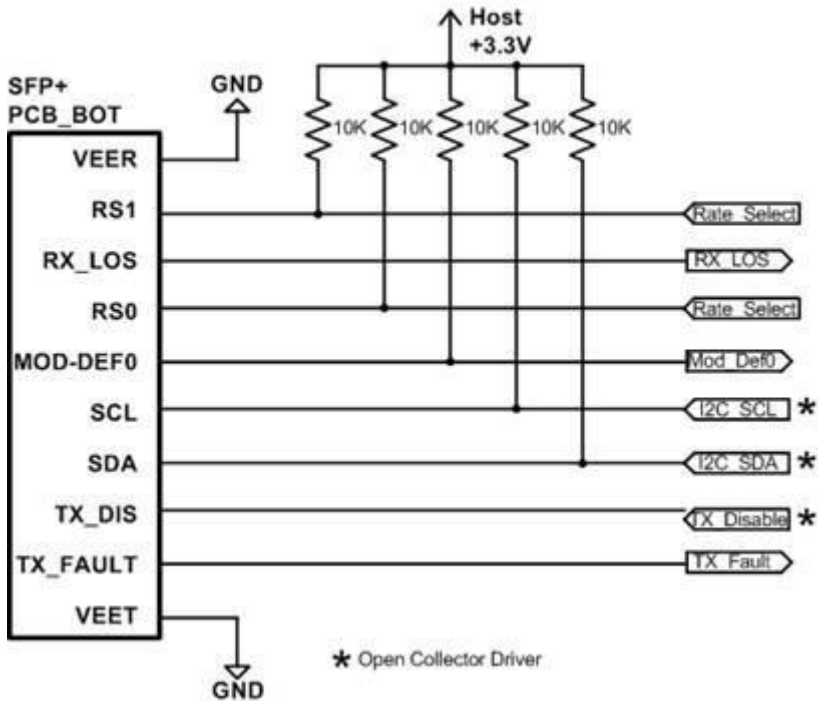 Host
+3.3V
SFP+
PCB_BOT
GND
10K 10K 10K 10K 10K
VEER
RS1 Rate_Select
RX_LOS RX_LOS
RS0 Rate_Select
MOD-DEF0 Mod_Def0
SCL I2C_SCL *
SDA I2C_SDA *
TX_DIS TX_Disable *
TX_FAULT TX_Fault
VEET
* Open Collector Driver
GND